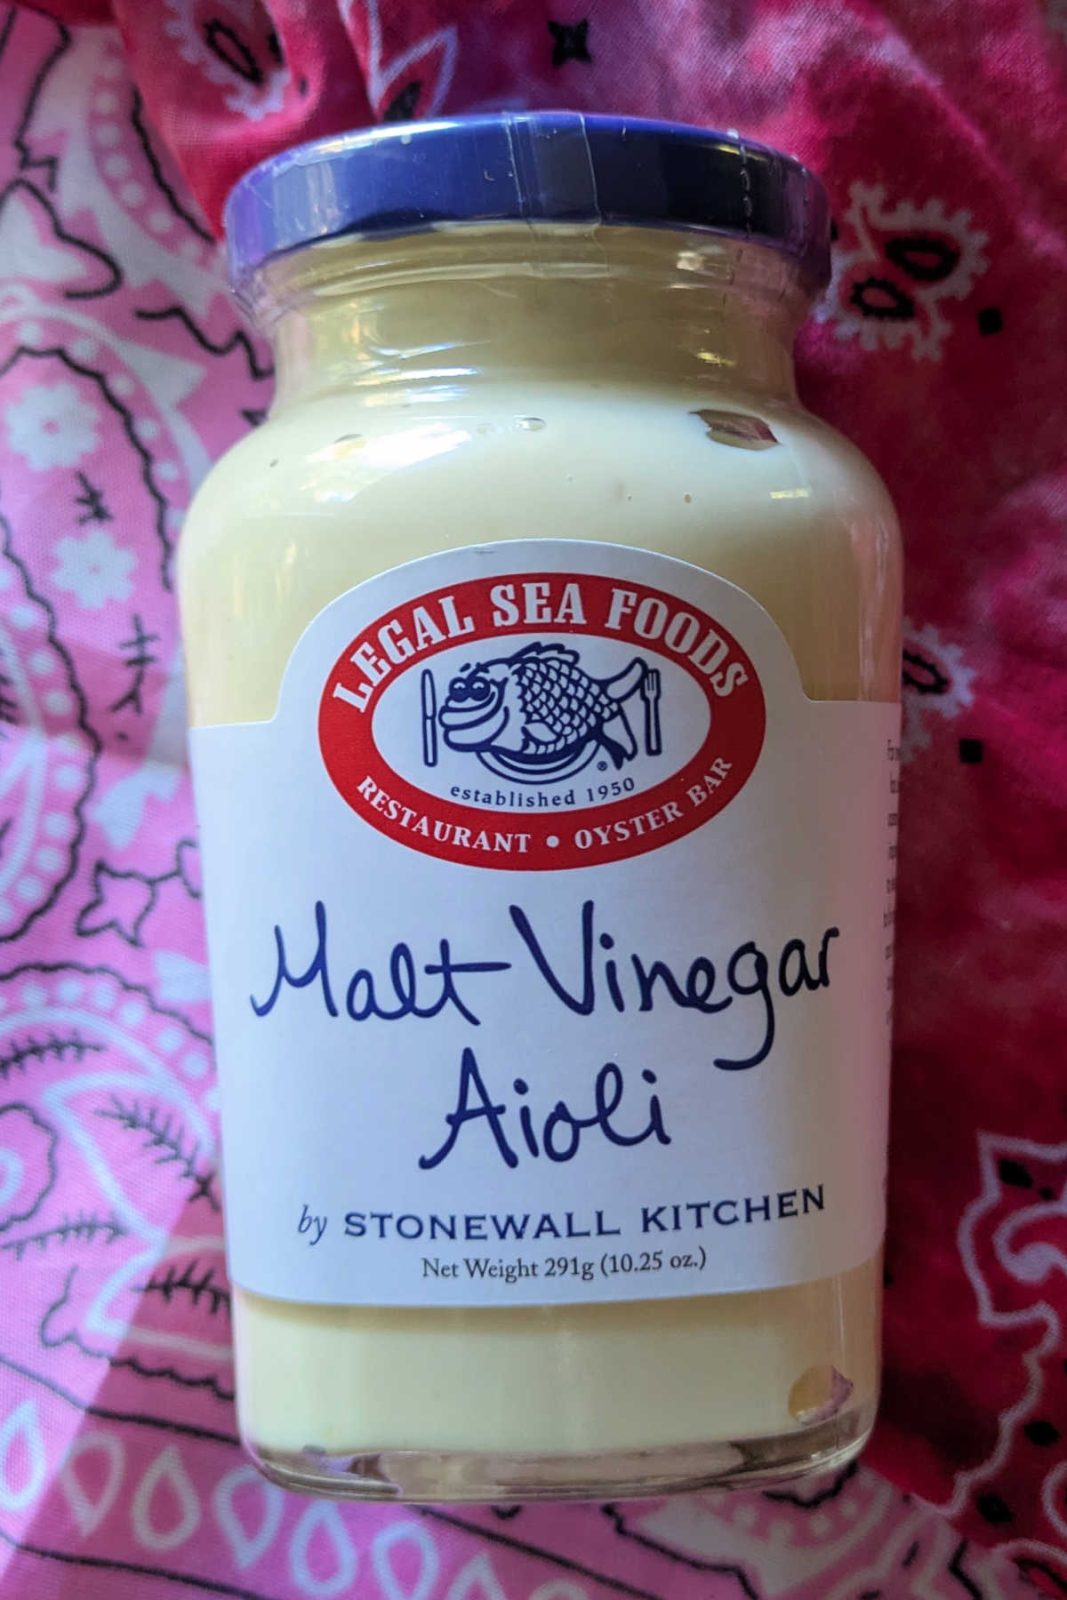 LEGAL SEA FOODS
®
established 1950
RESTAURANT • OYSTER BAR
Malt Vinegar
Aioli
by STONEWALL KITCHEN
Net Weight 291g (10.25 oz.)